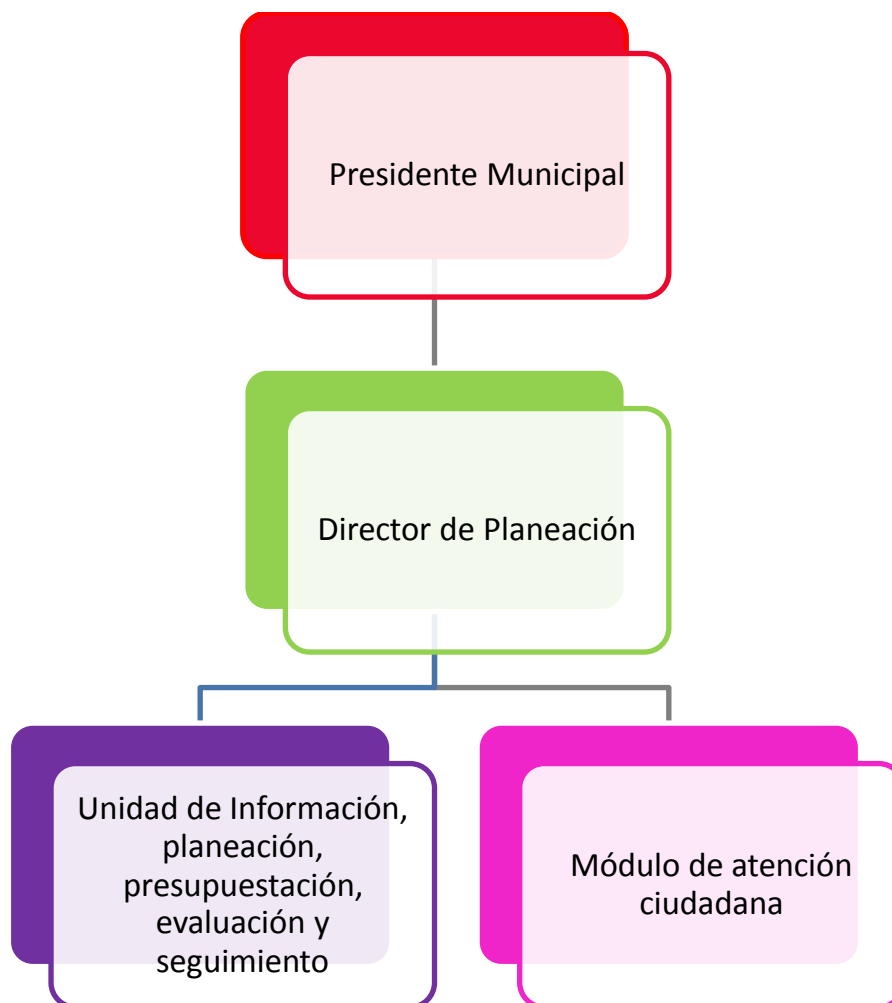 Presidente Municipal
Director de Planeación
Unidad de Información,
planeación,
presupuestación,
evaluación y
seguimiento
Módulo de atención
ciudadana